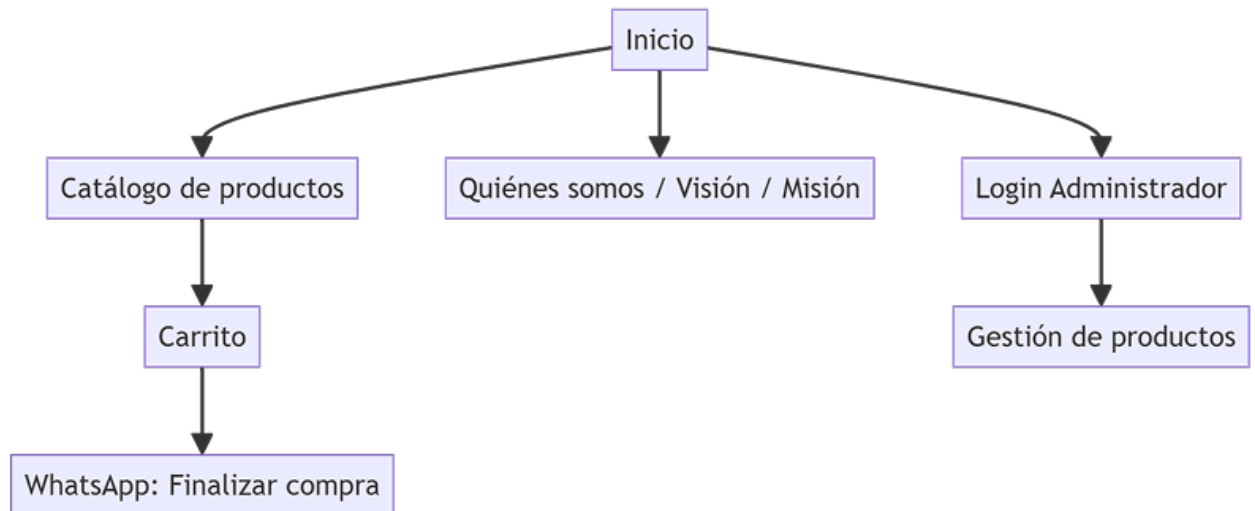 Inicio
Catálogo de productos
Quiénes somos / Visión / Misión
Login Administrador
Carrito
Gestión de productos
WhatsApp: Finalizar compra